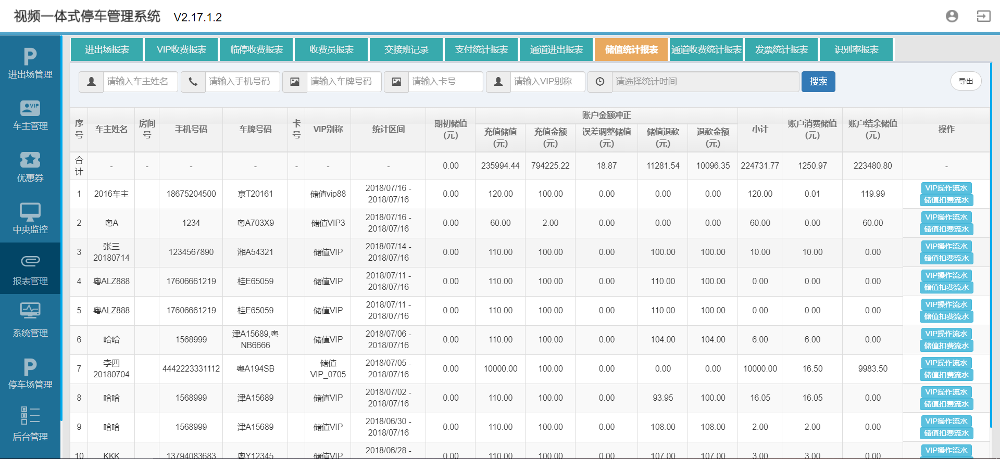 视频一体式停车管理系统 V2.17.1.2
进出场报表 VIP收费报表 临停收费报表 收费员报表 交接班记录 支付统计报表 通道进出报表 储值统计报表 通道收费统计报表 发票统计报表 识别率报表
进出场管理
车主管理
优惠券
中央监控
报表管理
系统管理
停车场管理
后台管理
请输入车主姓名 请输入手机号码 请输入车牌号码 请输入卡号 请输入VIP别称 请选择统计时间 搜索 导出
序号 车主姓名 房间号 手机号码 车牌号码 卡号 VIP别称 统计区间 期初储值(元) 账户金额冲正 小计 账户消费储值(元) 账户结余储值(元) 操作
充值储值(元) 充值金额(元) 误差调整储值(元) 储值退款(元) 退款金额(元)
合计 - - - - - - - 0.00 235994.44 794225.22 18.87 11281.54 10096.35 224731.77 1250.97 223480.80 -
1 2016车主 18675204500 京T20161 储值vip88 2018/07/16 - 2018/07/16 0.00 120.00 100.00 0.00 0.00 0.00 120.00 0.01 119.99 VIP操作流水 储值扣费流水
2 粤A 1234 粤A703X9 储值VIP3 2018/07/16 - 2018/07/16 0.00 60.00 2.00 0.00 0.00 0.00 60.00 0.00 60.00 VIP操作流水 储值扣费流水
3 张三20180714 1234567890 湘A54321 储值VIP 2018/07/14 - 2018/07/16 0.00 110.00 100.00 0.00 100.00 100.00 10.00 10.00 0.00 VIP操作流水 储值扣费流水
4 粤ALZ888 17606661219 桂E65059 储值VIP 2018/07/11 - 2018/07/16 0.00 110.00 100.00 0.00 110.00 100.00 0.00 0.00 0.00 VIP操作流水 储值扣费流水
5 粤ALZ888 17606661219 桂E65059 储值VIP 2018/07/11 - 2018/07/16 0.00 110.00 100.00 0.00 110.00 100.00 0.00 0.00 0.00 VIP操作流水 储值扣费流水
6 哈哈 1568999 津A15689,粤NB6666 储值VIP 2018/07/06 - 2018/07/16 0.00 110.00 100.00 0.00 104.00 104.00 6.00 6.00 0.00 VIP操作流水 储值扣费流水
7 李四20180704 4442223331112 粤A194SB 储值VIP_0705 2018/07/05 - 2018/07/16 0.00 10000.00 100.00 0.00 0.00 0.00 10000.00 16.50 9983.50 VIP操作流水 储值扣费流水
8 哈哈 1568999 津A15689 储值VIP 2018/07/02 - 2018/07/16 0.00 110.00 100.00 0.00 93.95 100.00 16.05 16.05 0.00 VIP操作流水 储值扣费流水
9 哈哈 1568999 津A15689 储值VIP 2018/06/30 - 2018/07/16 0.00 110.00 100.00 0.00 108.00 108.00 2.00 2.00 0.00 VIP操作流水 储值扣费流水
10 KKK 13794083683 粤Y12345 储值VIP 2018/06/28 - 0.00 110.00 100.00 0.00 107.00 107.00 3.00 3.00 0.00 VIP操作流水